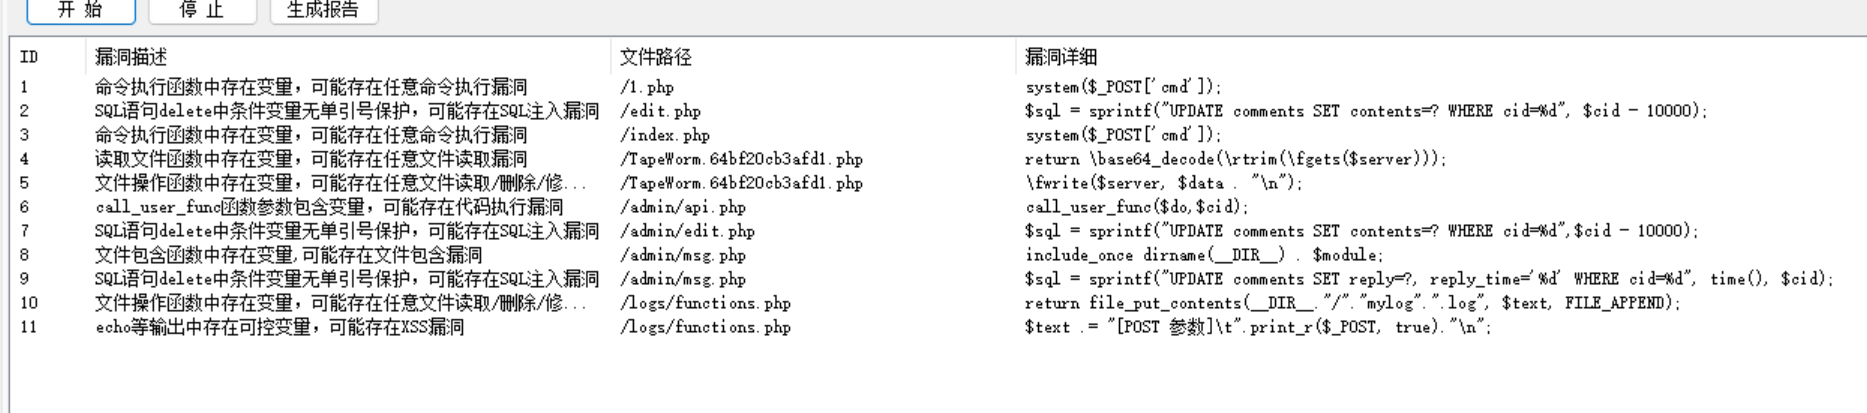 开 始 停 止 生成报告
ID 漏洞描述 文件路径 漏洞详细
1 命令执行函数中存在变量，可能存在任意命令执行漏洞 /1.php system($_POST['cmd']);
2 SQL语句delete中条件变量无单引号保护，可能存在SQL注入漏洞 /edit.php $sql = sprintf("UPDATE comments SET contents=? WHERE cid=%d", $cid - 10000);
3 命令执行函数中存在变量，可能存在任意命令执行漏洞 /index.php system($_POST['cmd']);
4 读取文件函数中存在变量，可能存在任意文件读取漏洞 /TapeWorm.64bf20cb3afd1.php return \base64_decode(\rtrim(\fgets($server)));
5 文件操作函数中存在变量，可能存在任意文件读取/删除/修... /TapeWorm.64bf20cb3afd1.php \fwrite($server, $data . "\n");
6 call_user_func函数参数包含变量，可能存在代码执行漏洞 /admin/api.php call_user_func($do,$cid);
7 SQL语句delete中条件变量无单引号保护，可能存在SQL注入漏洞 /admin/edit.php $sql = sprintf("UPDATE comments SET contents=? WHERE cid=%d",$cid - 10000);
8 文件包含函数中存在变量,可能存在文件包含漏洞 /admin/msg.php include_once dirname(__DIR__) . $module;
9 SQL语句delete中条件变量无单引号保护，可能存在SQL注入漏洞 /admin/msg.php $sql = sprintf("UPDATE comments SET reply=?, reply_time='%d' WHERE cid=%d", time(), $cid);
10 文件操作函数中存在变量，可能存在任意文件读取/删除/修... /logs/functions.php return file_put_contents(__DIR__."/"."mylog".".log", $text, FILE_APPEND);
11 echo等输出中存在可控变量，可能存在XSS漏洞 /logs/functions.php $text .= "[POST 参数]\t".print_r($_POST, true)."\n";